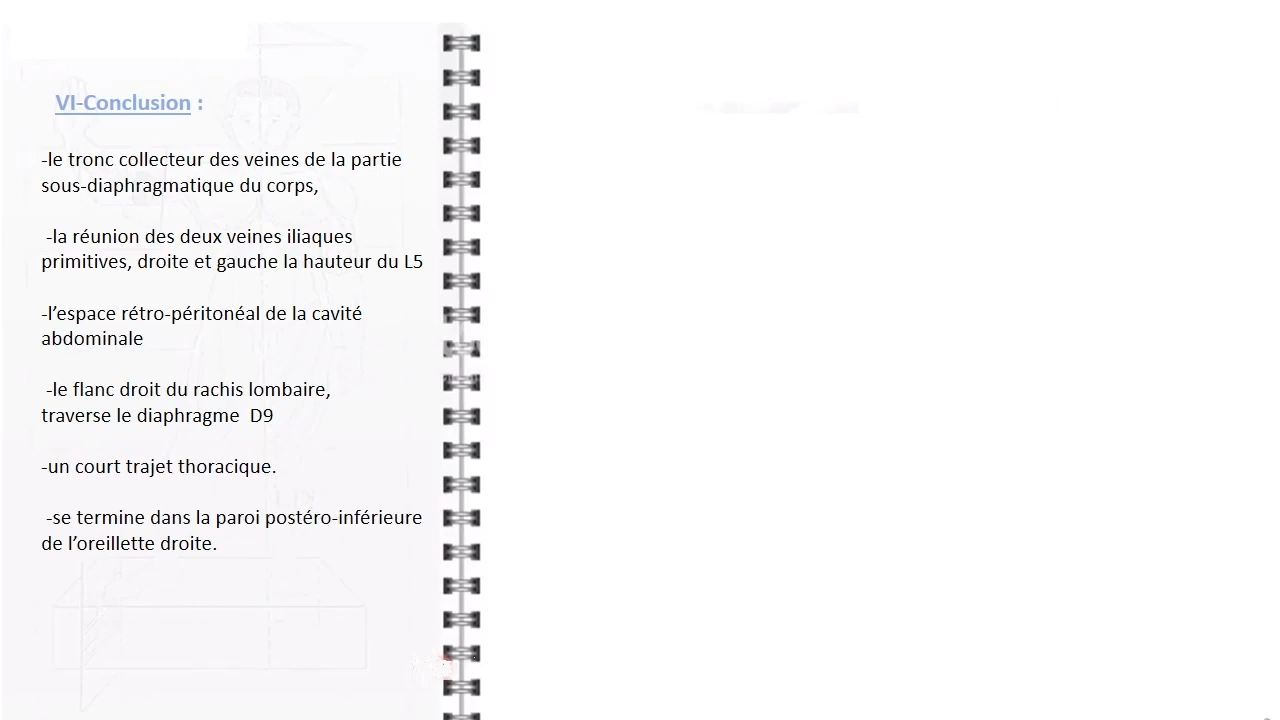 VI-Conclusion :
-le tronc collecteur des veines de la partie
sous-diaphragmatique du corps,
-la réunion des deux veines iliaques
primitives, droite et gauche la hauteur du L5
-l’espace rétro-péritonéal de la cavité
abdominale
-le flanc droit du rachis lombaire,
traverse le diaphragme D9
-un court trajet thoracique.
-se termine dans la paroi postéro-inférieure
de l’oreillette droite.